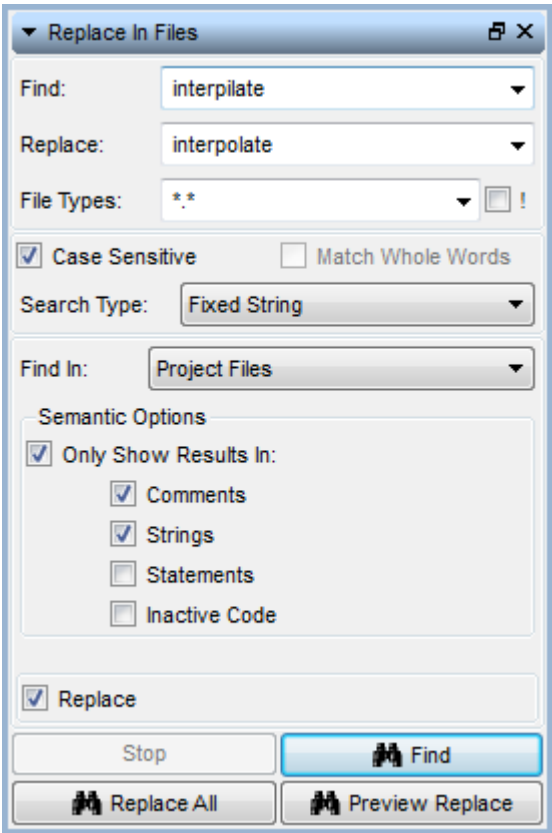 Replace In Files
Find: interpilate
Replace: interpolate
File Types: *.* !
Case Sensitive Match Whole Words
Search Type: Fixed String
Find In: Project Files
Semantic Options
Only Show Results In:
Comments
Strings
Statements
Inactive Code
Replace
Stop Find
Replace All Preview Replace